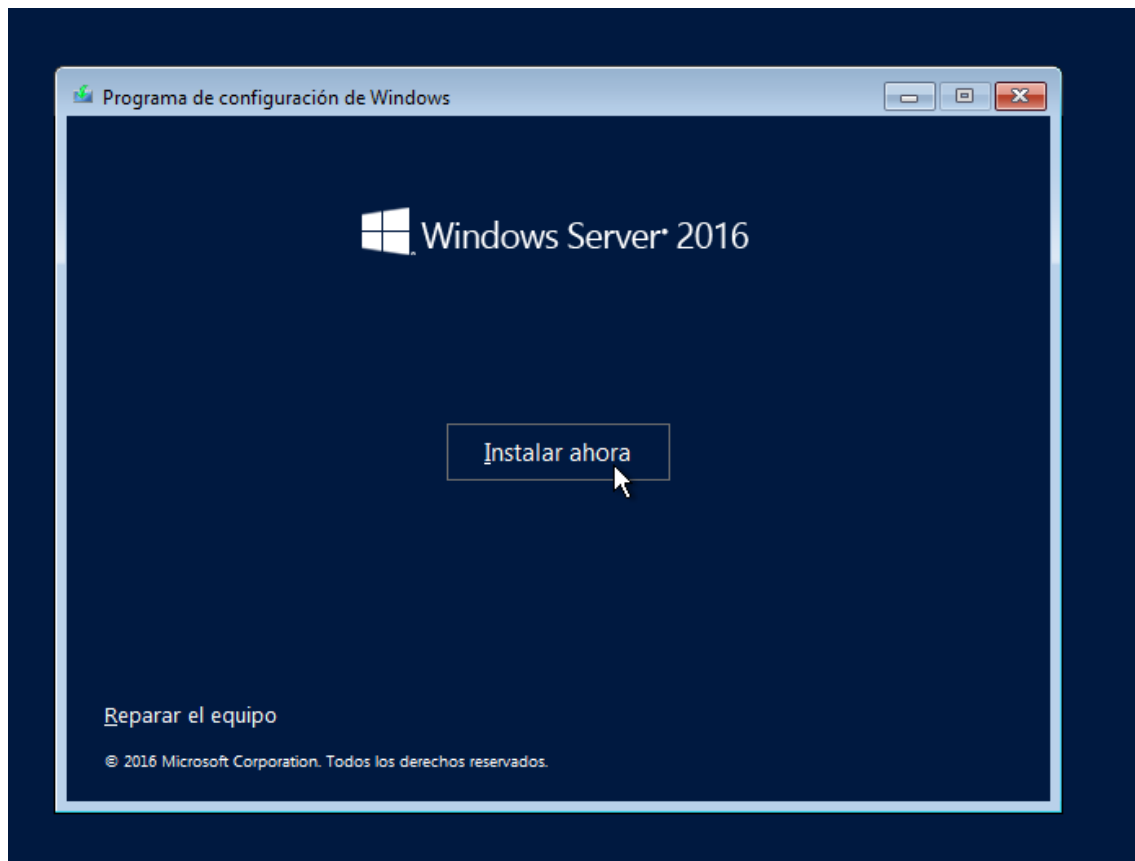 Programa de configuración de Windows
Windows Server® 2016
Instalar ahora
Reparar el equipo
© 2016 Microsoft Corporation. Todos los derechos reservados.